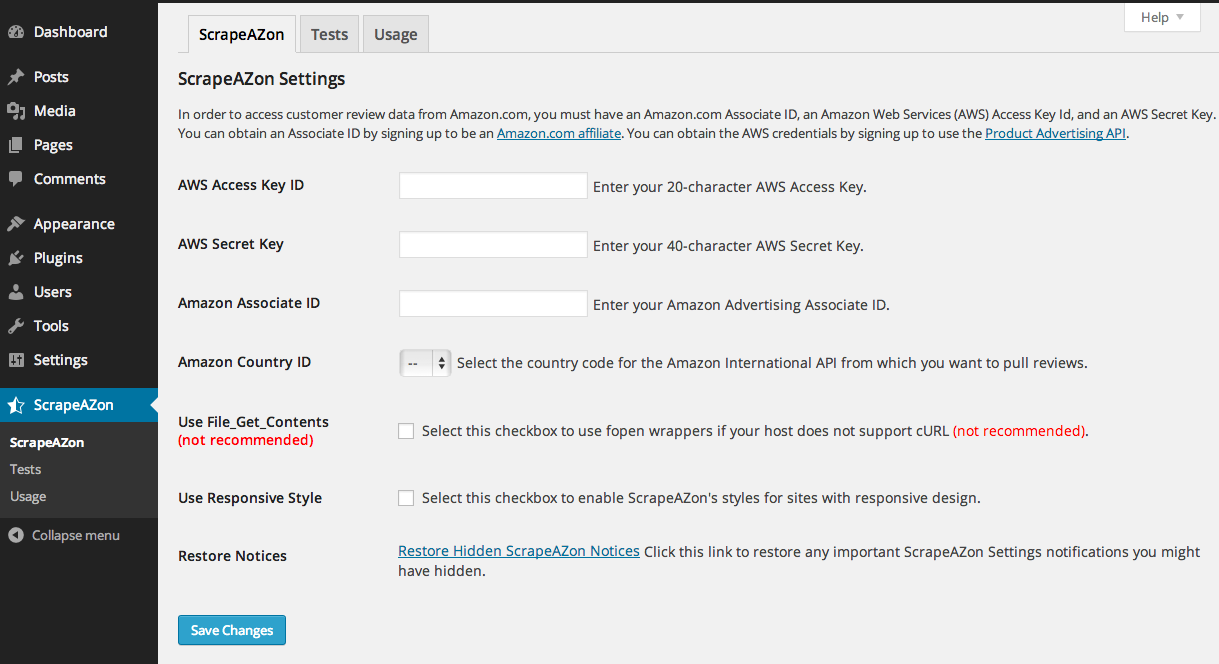 Dashboard
Posts
Media
Pages
Comments
Appearance
Plugins
Users
Tools
Settings
ScrapeAZon
ScrapeAZon
Tests
Usage
Collapse menu
Help
ScrapeAZon Tests Usage
ScrapeAZon Settings
In order to access customer review data from Amazon.com, you must have an Amazon.com Associate ID, an Amazon Web Services (AWS) Access Key Id, and an AWS Secret Key.
You can obtain an Associate ID by signing up to be an Amazon.com affiliate. You can obtain the AWS credentials by signing up to use the Product Advertising API.
AWS Access Key ID Enter your 20-character AWS Access Key.
AWS Secret Key Enter your 40-character AWS Secret Key.
Amazon Associate ID Enter your Amazon Advertising Associate ID.
Amazon Country ID -- Select the country code for the Amazon International API from which you want to pull reviews.
Use File_Get_Contents
(not recommended)
Select this checkbox to use fopen wrappers if your host does not support cURL (not recommended).
Use Responsive Style Select this checkbox to enable ScrapeAZon's styles for sites with responsive design.
Restore Notices
Restore Hidden ScrapeAZon Notices Click this link to restore any important ScrapeAZon Settings notifications you might
have hidden.
Save Changes